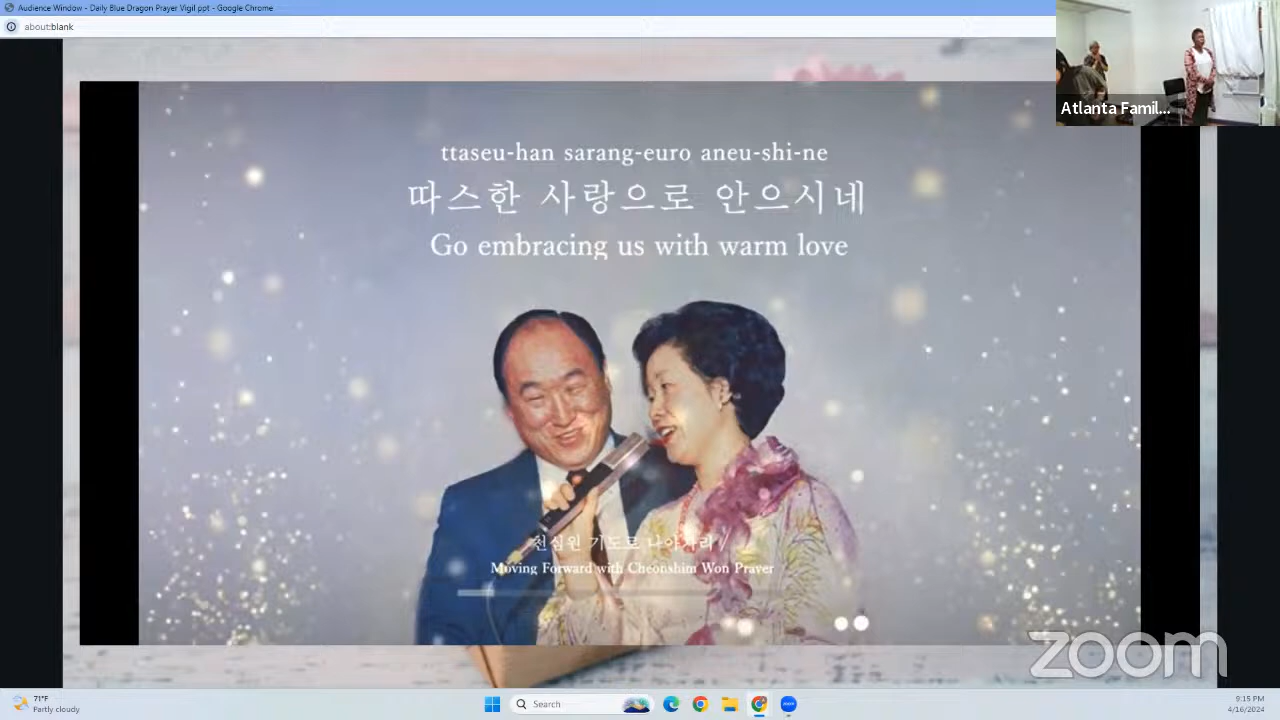 Audience Window - Daily Blue Dragon Prayer Vigil ppt - Google Chrome
about:blank
Atlanta Famil...
ttaseu-han sarang-euro aneu-shi-ne
따스한 사랑으로 안으시네
Go embracing us with warm love
천심원 기도로 나아가리
Moving Forward with Cheonshim Won Prayer
zoom
71°F
Partly cloudy
Search
zoom
9:15 PM
4/16/2024